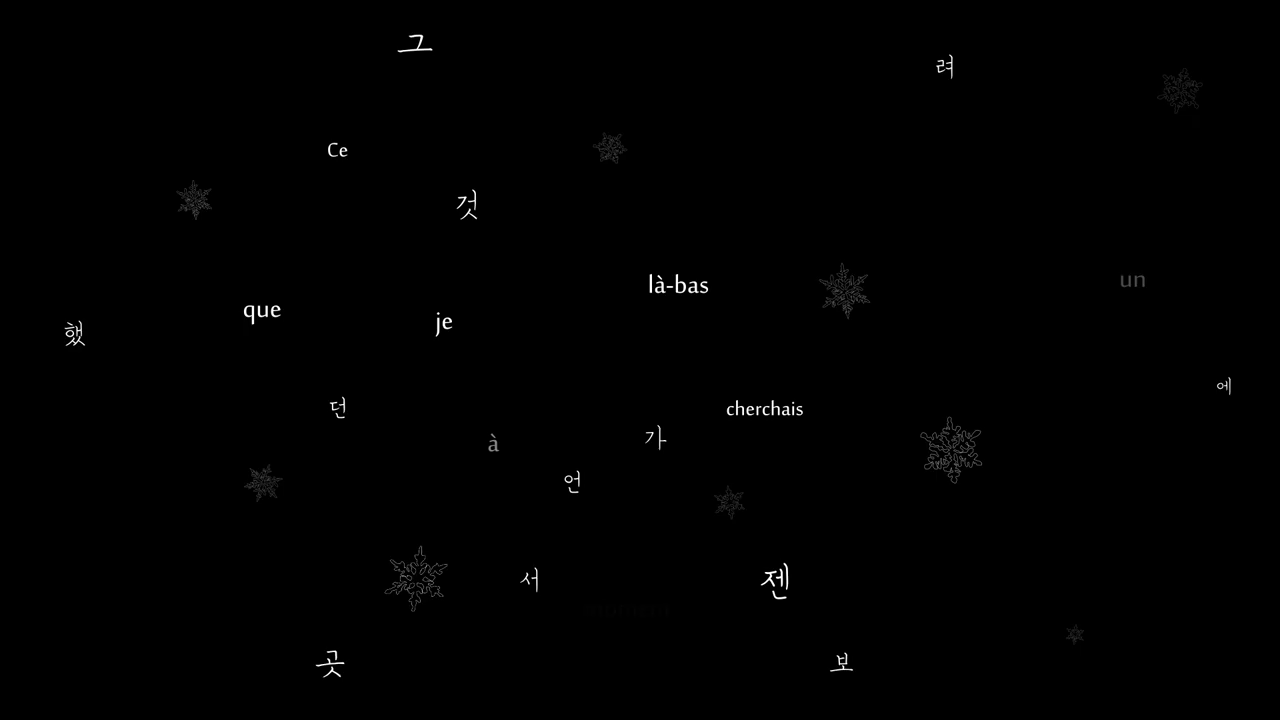 그
려
Ce
것
là-bas
un
que
je
했
에
던
cherchais
à
가
언
서
젠
곳
보